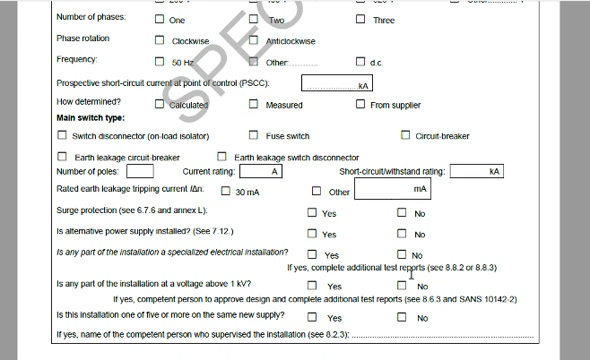 Number of phases: ☐ One ☐ Two ☐ Three
Phase rotation ☐ Clockwise ☐ Anticlockwise
Frequency: ☐ 50 Hz ☐ Other:............ ☐ d.c.
Prospective short-circuit current at point of control (PSCC): ....................kA
How determined? ☐ Calculated ☐ Measured ☐ From supplier
Main switch type:
☐ Switch disconnector (on-load isolator) ☐ Fuse switch ☐ Circuit-breaker
☐ Earth leakage circuit-breaker ☐ Earth leakage switch disconnector
Number of poles: Current rating: A Short-circuit/withstand rating: kA
Rated earth leakage tripping current IΔn: ☐ 30 mA ☐ Other mA
Surge protection (see 6.7.6 and annex L): ☐ Yes ☐ No
Is alternative power supply installed? (See 7.12.) ☐ Yes ☐ No
Is any part of the installation a specialized electrical installation? ☐ Yes ☐ No
If yes, complete additional test reports (see 8.8.2 or 8.8.3)
Is any part of the installation at a voltage above 1 kV? ☐ Yes ☐ No
If yes, competent person to approve design and complete additional test reports (see 8.6.3 and SANS 10142-2)
Is this installation one of five or more on the same new supply? ☐ Yes ☐ No
If yes, name of the competent person who supervised the installation (see 8.2.3): ........................................................
SPEC